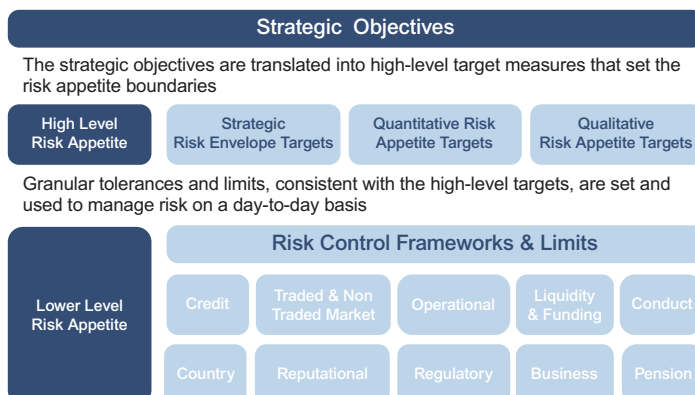 Strategic Objectives
The strategic objectives are translated into high-level target measures that set the
risk appetite boundaries
High Level
Risk Appetite
Strategic
Risk Envelope Targets
Quantitative Risk
Appetite Targets
Qualitative
Risk Appetite Targets
Granular tolerances and limits, consistent with the high-level targets, are set and
used to manage risk on a day-to-day basis
Lower Level
Risk Appetite
Risk Control Frameworks & Limits
Credit
Traded & Non
Traded Market
Operational
Liquidity
& Funding
Conduct
Country
Reputational
Regulatory
Business
Pension